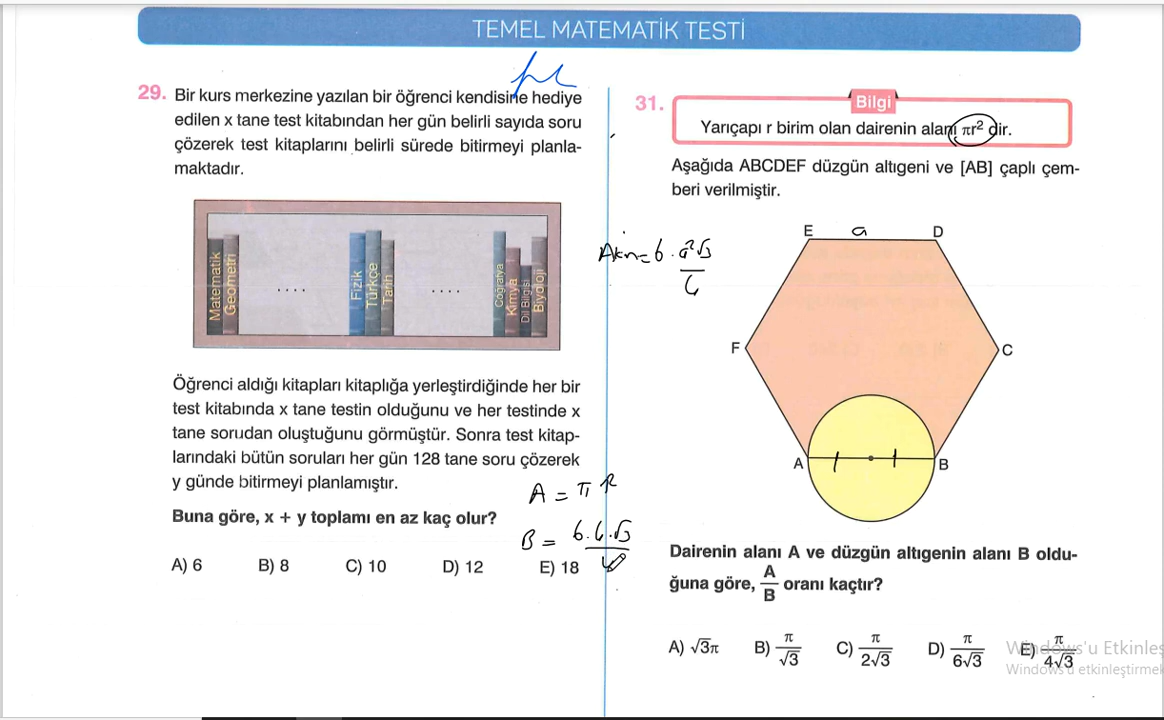 TEMEL MATEMATİK TESTİ
29. Bir kurs merkezine yazılan bir öğrenci kendisine hediye
edilen x tane test kitabından her gün belirli sayıda soru
çözerek test kitaplarını belirli sürede bitirmeyi planla-
maktadır.
Matematik
Geometri
....
Fizik
Türkçe
Tarih
....
Coğrafya
Kimya
Dil Bilgisi
Biyoloji
Öğrenci aldığı kitapları kitaplığa yerleştirdiğinde her bir
test kitabında x tane testin olduğunu ve her testinde x
tane sorudan oluştuğunu görmüştür. Sonra test kitap-
larındaki bütün soruları her gün 128 tane soru çözerek
y günde bitirmeyi planlamıştır.
Buna göre, x + y toplamı en az kaç olur?
A) 6 B) 8 C) 10 D) 12 E) 18
31. Bilgi
Yarıçapı r birim olan dairenin alanı πr² dir.
Aşağıda ABCDEF düzgün altıgeni ve [AB] çaplı çem-
beri verilmiştir.
E a D
F C
A B
A = π
B = 6.6.√3
Dairenin alanı A ve düzgün altıgenin alanı B oldu-
ğuna göre, A/B oranı kaçtır?
A) √3π B) π/√3 C) π/2√3 D) π/6√3 E) π/4√3
Windows'u Etkinleş
Windows'u etkinleştirmek